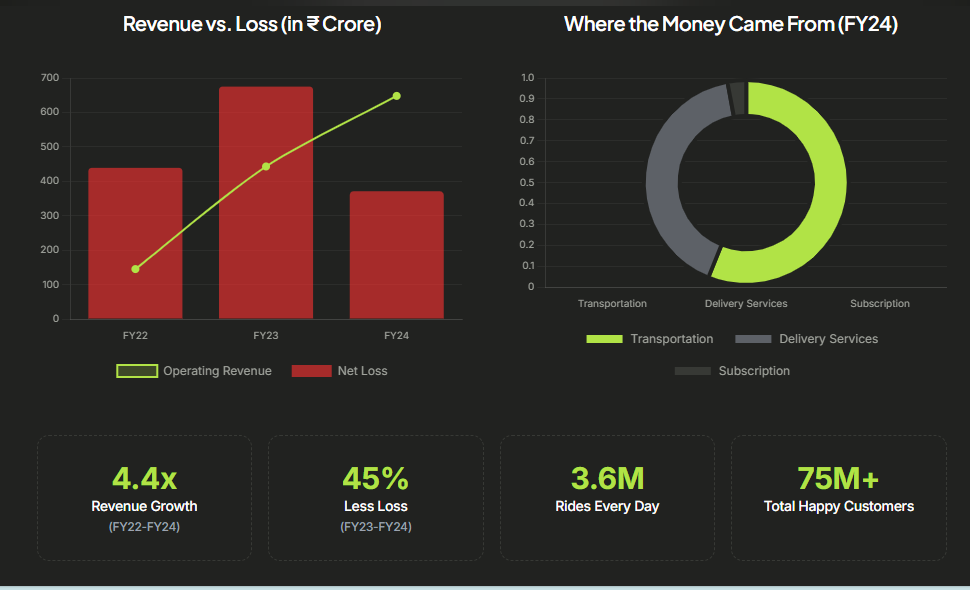 Revenue vs. Loss (in ₹ Crore)
700
600
500
400
300
200
100
0
FY22 FY23 FY24
Operating Revenue Net Loss
Where the Money Came From (FY24)
1.0
0.9
0.8
0.7
0.6
0.5
0.4
0.3
0.2
0.1
0
Transportation Delivery Services Subscription
Transportation Delivery Services
Subscription
4.4x
Revenue Growth
(FY22-FY24)
45%
Less Loss
(FY23-FY24)
3.6M
Rides Every Day
75M+
Total Happy Customers